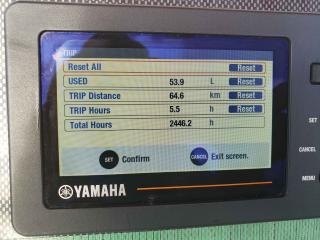 TRIP
Reset All Reset
USED 53.9 L Reset
TRIP Distance 64.6 km Reset
TRIP Hours 5.5 h Reset
Total Hours 2446.2 h
SET Confirm CANCEL Exit screen.
SET
CANCEL
MENU
YAMAHA